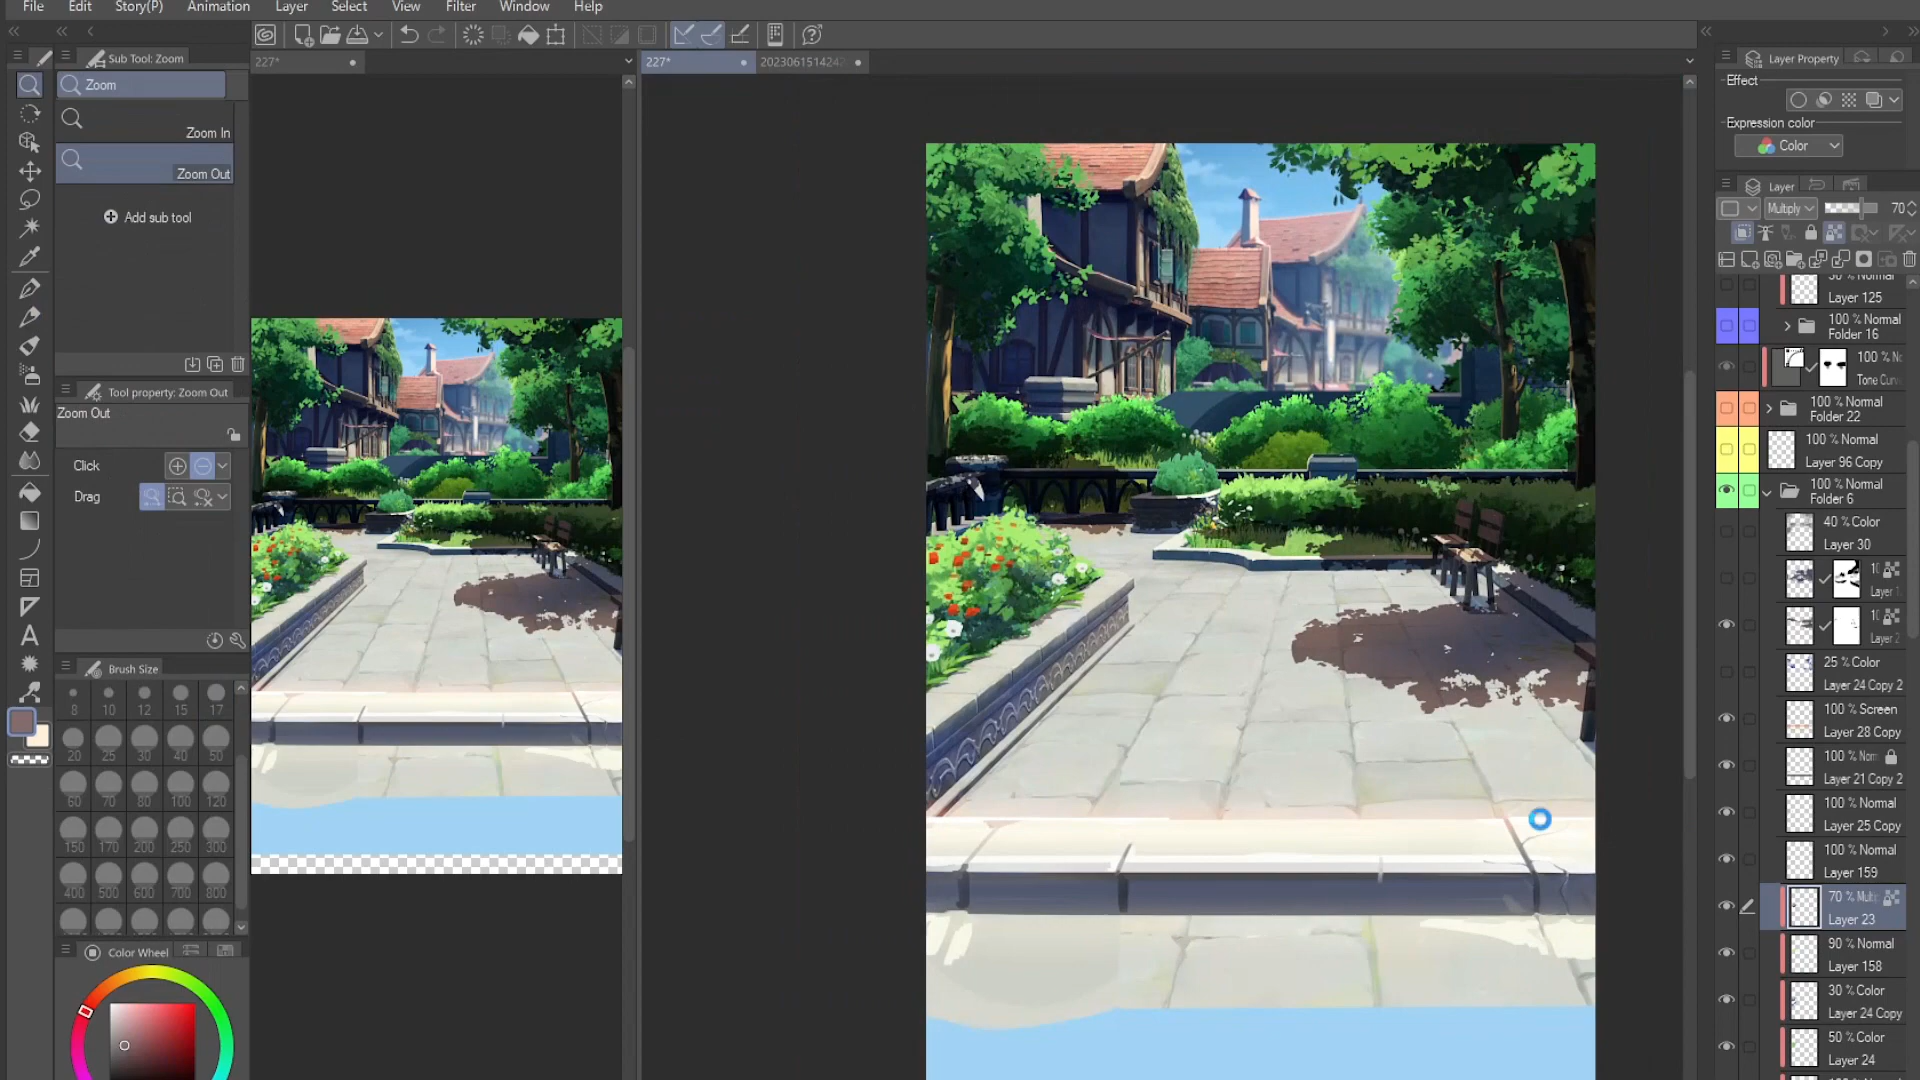 File Edit Story(P) Animation Layer Select View Filter Window Help
Sub Tool: Zoom
Zoom
Zoom In
Zoom Out
Add sub tool
Tool property: Zoom Out
Zoom Out
Click
Drag
Brush Size
8 10 12 15 17
20 25 30 40 50
60 70 80 100 120
150 170 200 250 300
400 500 600 700 800
Color Wheel
227*
227*
Layer Property
Effect
Expression color
Color
Layer
Multiply 70
Layer 125
100 % Normal
Folder 16
100 % No
Tone Curv
100 % Normal
Folder 22
100 % Normal
Layer 96 Copy
100 % Normal
Folder 6
40 % Color
Layer 30
25 % Color
Layer 24 Copy 2
100 % Screen
Layer 28 Copy
100 % Norm
Layer 21 Copy 2
100 % Normal
Layer 25 Copy
100 % Normal
Layer 159
70 % Multi
Layer 23
90 % Normal
Layer 158
30 % Color
Layer 24 Copy
50 % Color
Layer 24